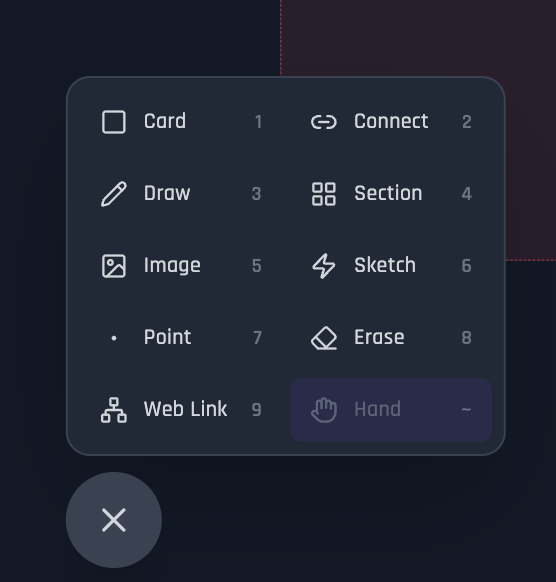 Card 1 Connect 2
Draw 3 Section 4
Image 5 Sketch 6
Point 7 Erase 8
Web Link 9 Hand ~